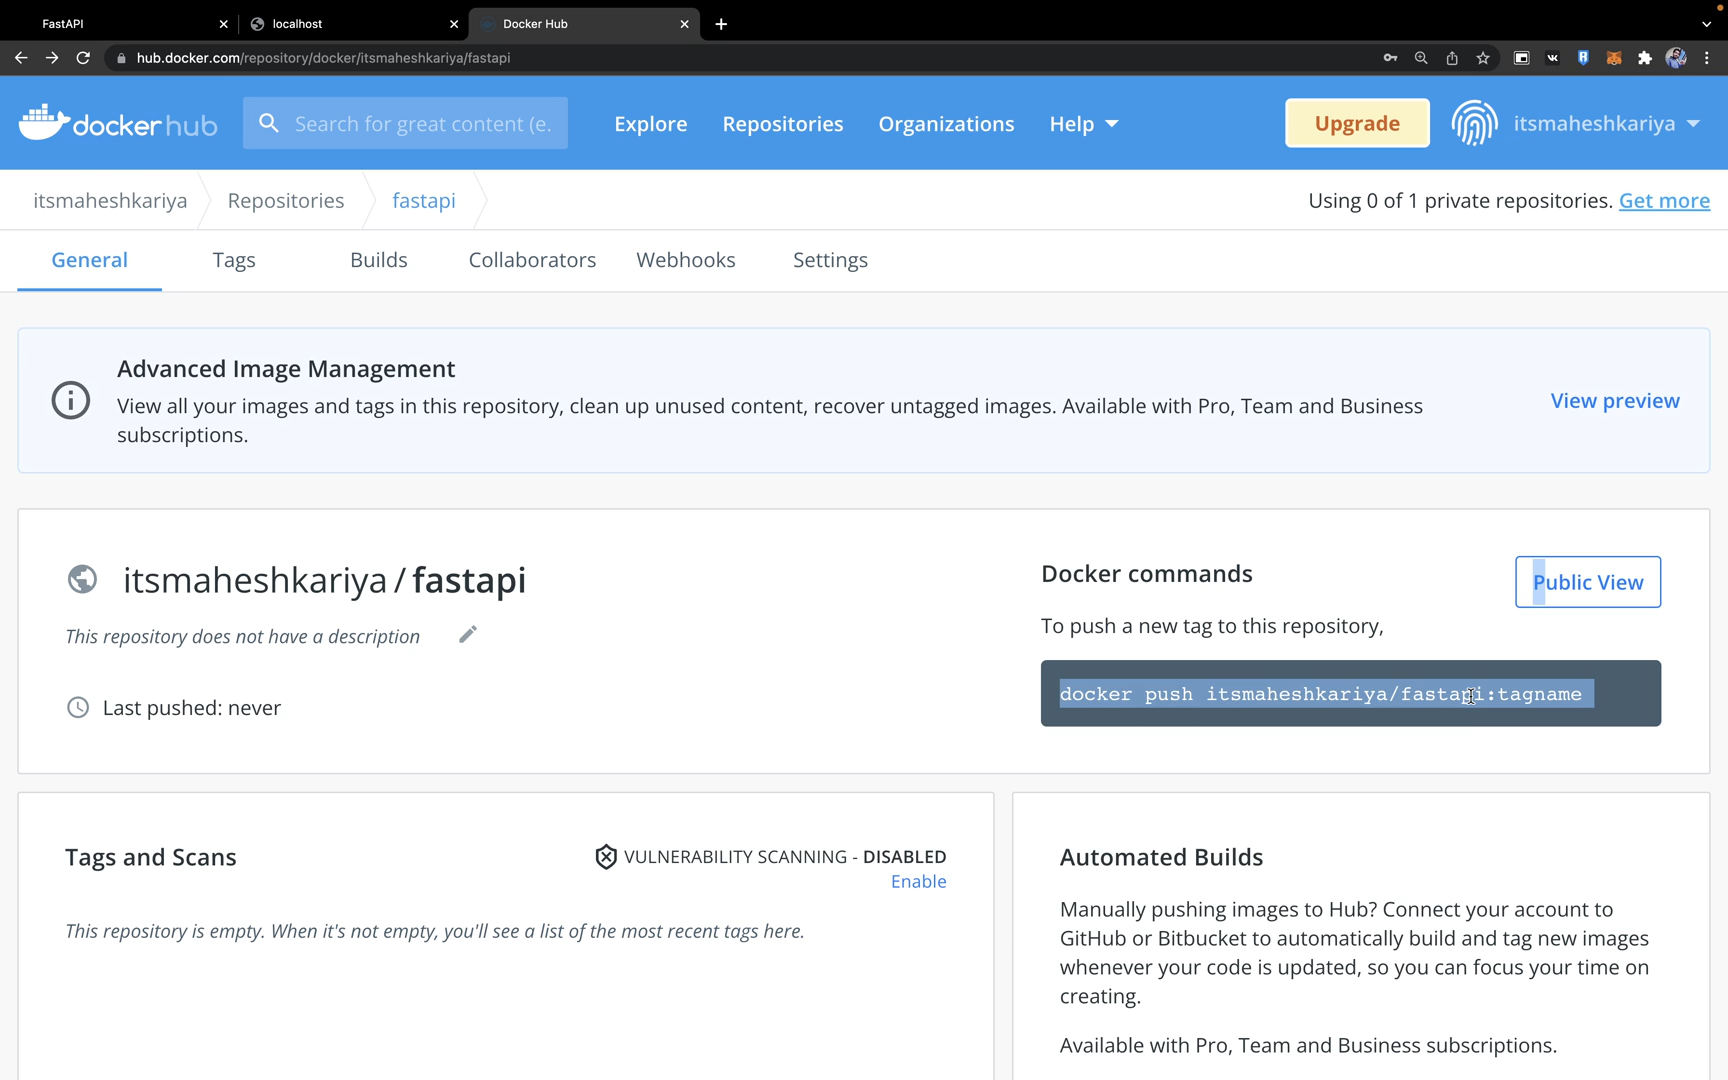 FastAPI
localhost
Docker Hub
hub.docker.com/repository/docker/itsmaheshkariya/fastapi
docker hub
Search for great content (e.
Explore
Repositories
Organizations
Help
Upgrade
itsmaheshkariya
itsmaheshkariya
Repositories
fastapi
Using 0 of 1 private repositories. Get more
General
Tags
Builds
Collaborators
Webhooks
Settings
Advanced Image Management
View all your images and tags in this repository, clean up unused content, recover untagged images. Available with Pro, Team and Business
subscriptions.
View preview
itsmaheshkariya / fastapi
This repository does not have a description
Last pushed: never
Docker commands
Public View
To push a new tag to this repository,
docker push itsmaheshkariya/fastapi:tagname
Tags and Scans
VULNERABILITY SCANNING - DISABLED
Enable
This repository is empty. When it's not empty, you'll see a list of the most recent tags here.
Automated Builds
Manually pushing images to Hub? Connect your account to
GitHub or Bitbucket to automatically build and tag new images
whenever your code is updated, so you can focus your time on
creating.
Available with Pro, Team and Business subscriptions.